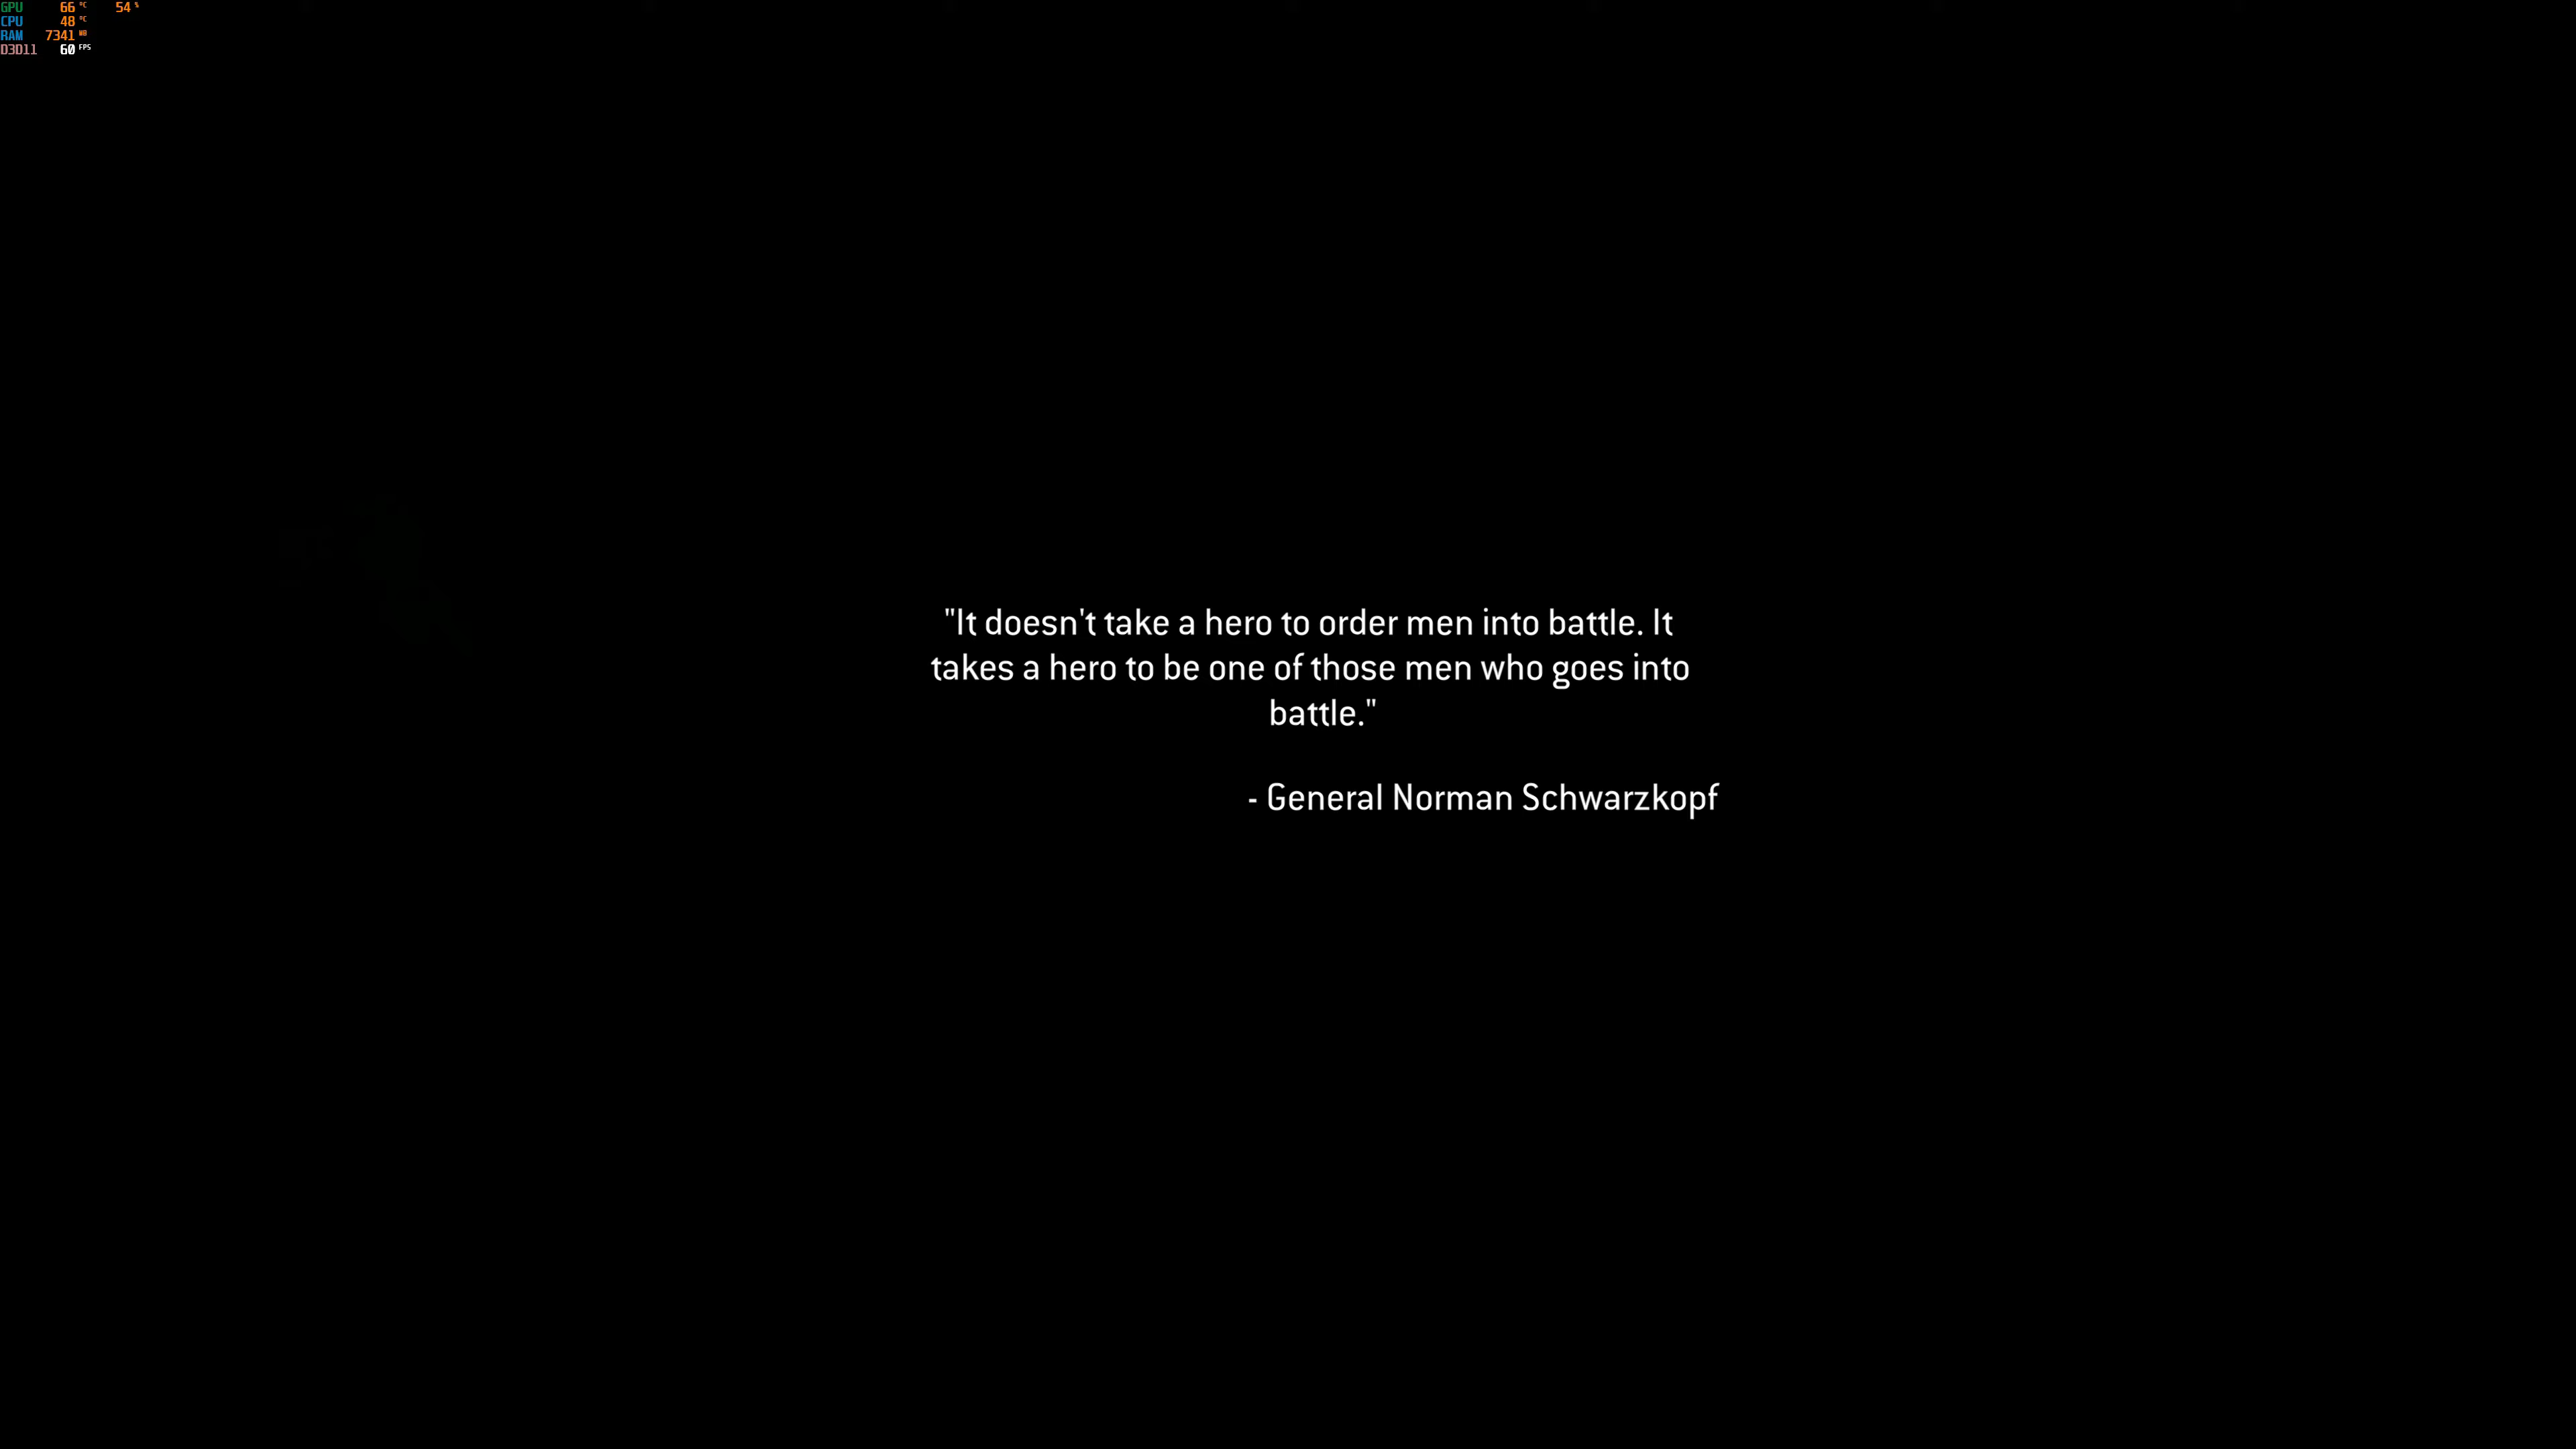 GPU 66 °C 54 %
CPU 48 °C
RAM 7341 MB
D3D11 60 FPS
"It doesn't take a hero to order men into battle. It
takes a hero to be one of those men who goes into
battle."
- General Norman Schwarzkopf